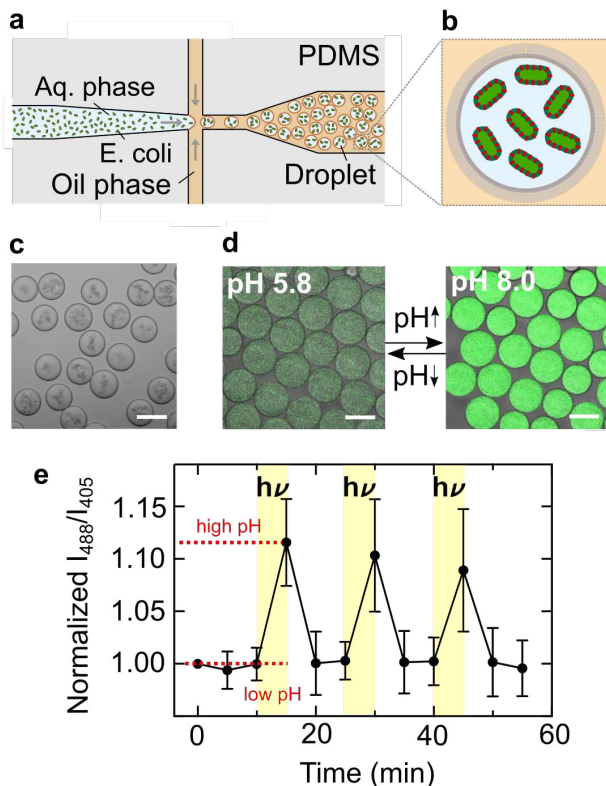 a
PDMS
Aq. phase
E. coli
Oil phase
Droplet
b
c
d
pH 5.8
pH↑
pH↓
pH 8.0
e
Normalized I488/I405
1.15
1.10
1.05
1.00
hν
hν
hν
high pH
low pH
0
20
40
60
Time (min)